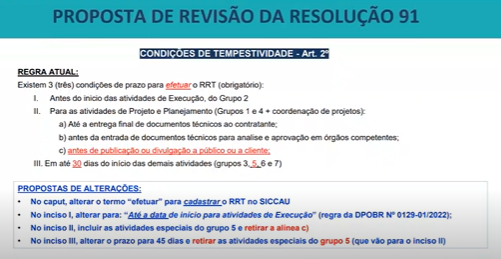 PROPOSTA DE REVISÃO DA RESOLUÇÃO 91
CONDIÇÕES DE TEMPESTIVIDADE - Art. 2º
REGRA ATUAL:
Existem 3 (três) condições de prazo para efetuar o RRT (obrigatório):
I. Antes do inicio das atividades de Execução, do Grupo 2
II. Para as atividades de Projeto e Planejamento (Grupos 1 e 4 + coordenação de projetos):
a) Até a entrega final de documentos técnicos ao contratante;
b) antes da entrada de documentos técnicos para analise e aprovação em órgãos competentes;
c) antes de publicação ou divulgação a público ou a cliente;
III. Em até 30 dias do início das demais atividades (grupos 3, 5, 6 e 7)
PROPOSTAS DE ALTERAÇÕES:
• No caput, alterar o termo “efetuar” para cadastrar o RRT no SICCAU
• No inciso I, alterar para: “Até a data de início para atividades de Execução” (regra da DPOBR Nº 0129-01/2022);
• No inciso II, incluir as atividades especiais do grupo 5 e retirar a alínea c)
• No inciso III, alterar o prazo para 45 dias e retirar as atividades especiais do grupo 5 (que vão para o inciso II)